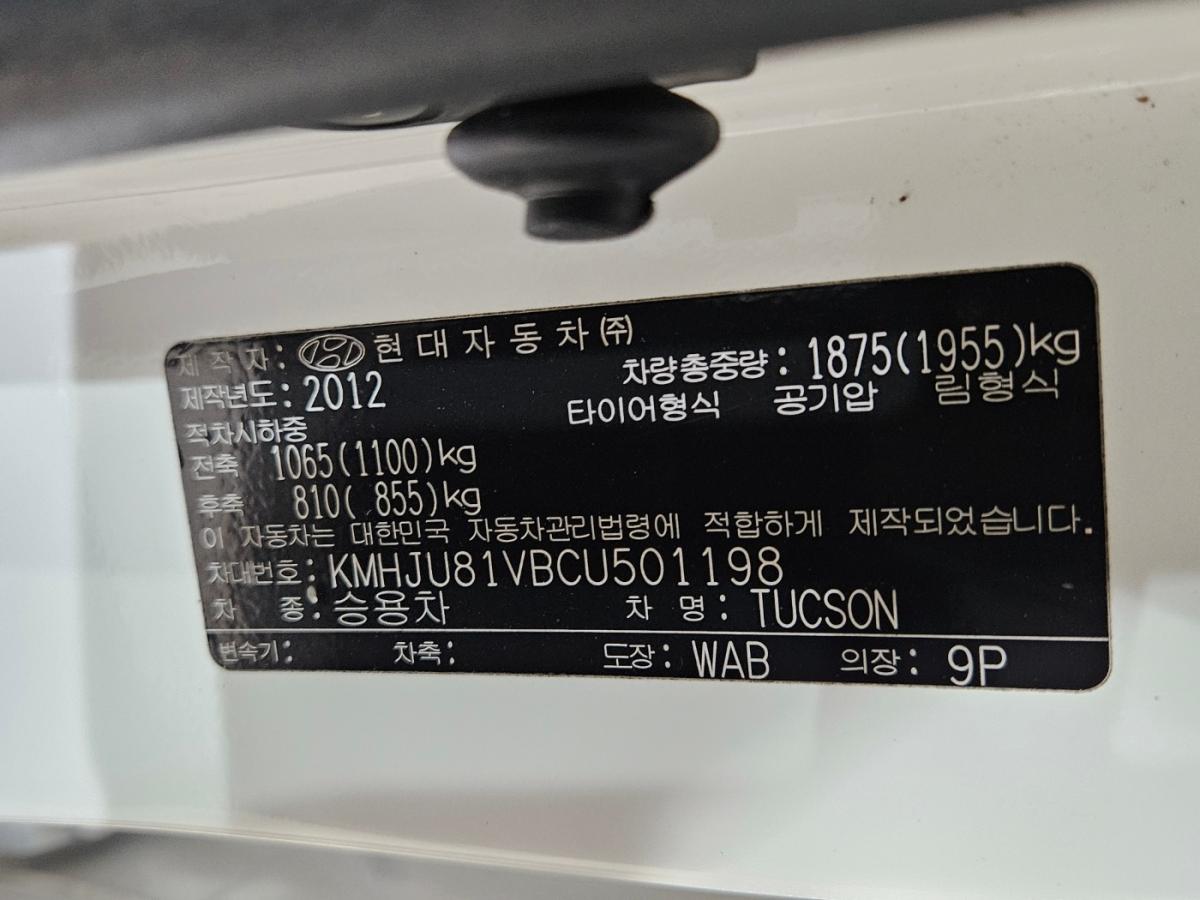 제 작 자 : 현 대 자 동 차 ㈜
차량총중량 : 1875(1955)kg
제작년도 : 2012
타이어형식 공기압 림형식
적차시하중
전축 1065(1100)kg
후축 810( 855)kg
이 자동차는 대한민국 자동차관리법령에 적합하게 제작되었습니다.
차대번호 : KMHJU81VBCU501198
차 종 : 승용차 차 명 : TUCSON
변속기 : 차축 : 도장 : WAB 의장 : 9P